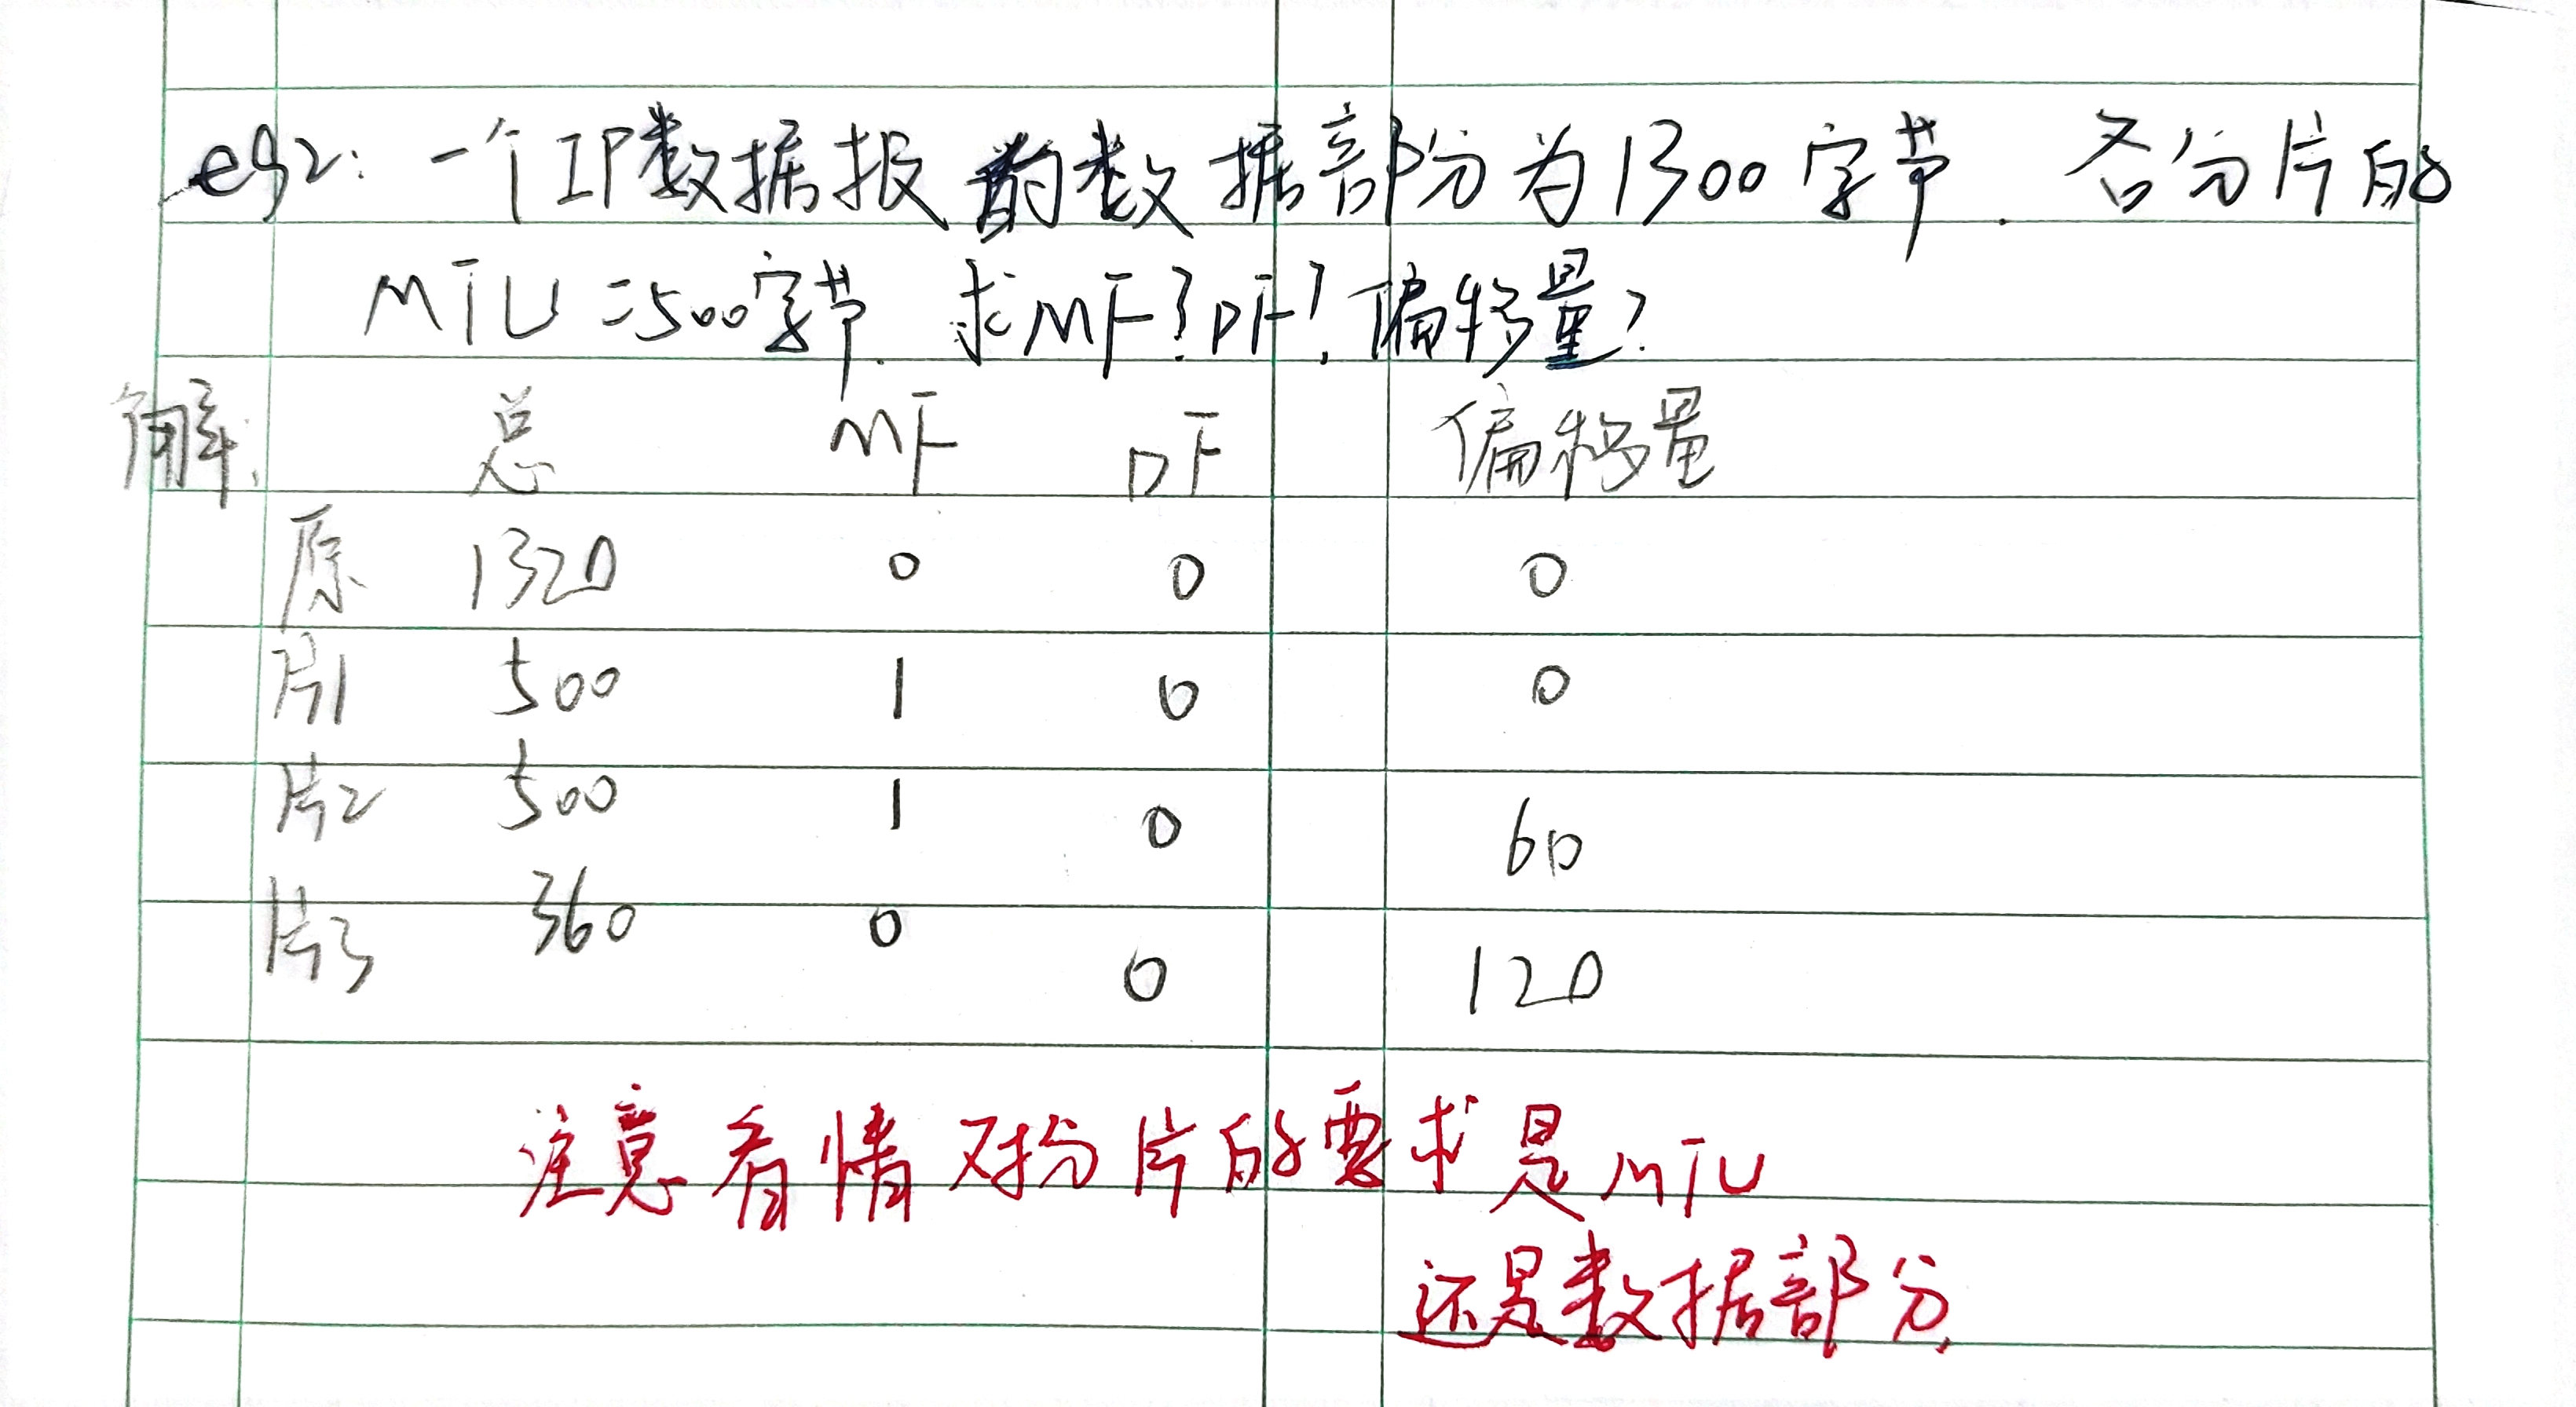 eg2: 一个IP数据报的数据部分为1300字节. 各分片的
MTU=500字节. 求MF? DF? 偏移量?
解: 总 MF DF 偏移量
原 1320 0 0 0
片1 500 1 0 0
片2 500 1 0 60
片3 360 0 0 120
注意看情对分片的要求是MTU
还是数据部分.